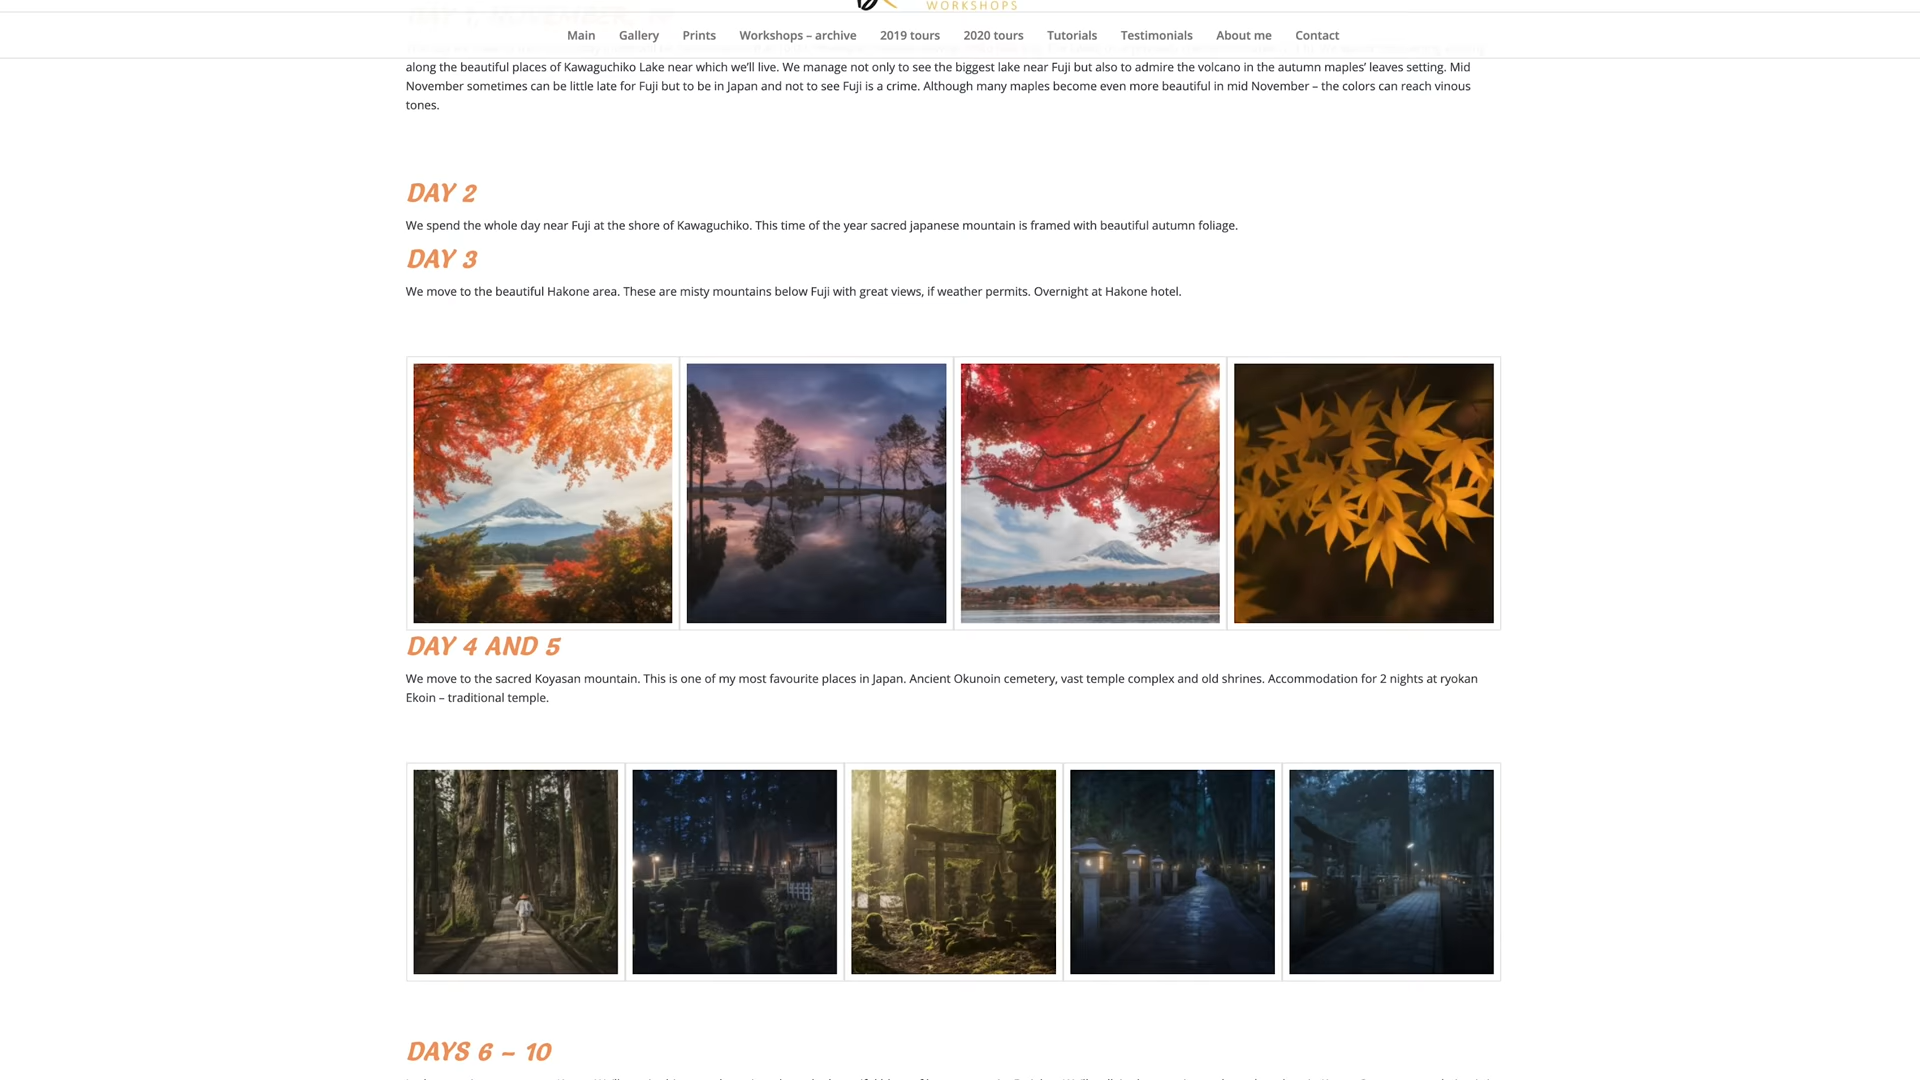 WORKSHOPS
Main Gallery Prints Workshops – archive 2019 tours 2020 tours Tutorials Testimonials About me Contact
along the beautiful places of Kawaguchiko Lake near which we'll live. We manage not only to see the biggest lake near Fuji but also to admire the volcano in the autumn maples' leaves setting. Mid
November sometimes can be little late for Fuji but to be in Japan and not to see Fuji is a crime. Although many maples become even more beautiful in mid November – the colors can reach vinous
tones.
DAY 2
We spend the whole day near Fuji at the shore of Kawaguchiko. This time of the year sacred japanese mountain is framed with beautiful autumn foliage.
DAY 3
We move to the beautiful Hakone area. These are misty mountains below Fuji with great views, if weather permits. Overnight at Hakone hotel.
DAY 4 AND 5
We move to the sacred Koyasan mountain. This is one of my most favourite places in Japan. Ancient Okunoin cemetery, vast temple complex and old shrines. Accommodation for 2 nights at ryokan
Ekoin – traditional temple.
DAYS 6 – 10